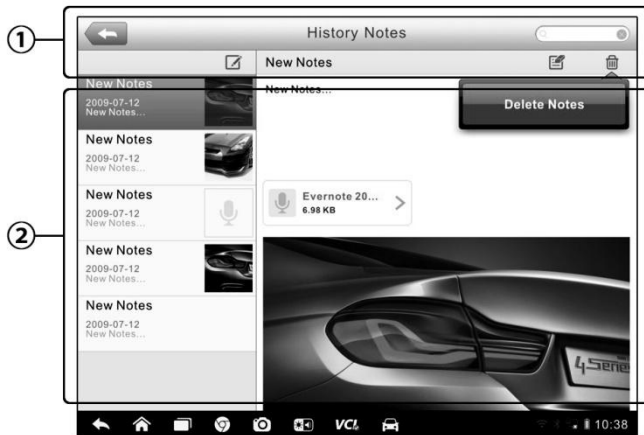 ①
History Notes
New Notes
New Notes
2009-07-12
New Notes...
New Notes
2009-07-12
New Notes...
New Notes
2009-07-12
New Notes...
New Notes
2009-07-12
New Notes...
New Notes
2009-07-12
New Notes...
②
New Notes...
Delete Notes
Evernote 20...
6.98 KB
4 Serie
VCI
10:38